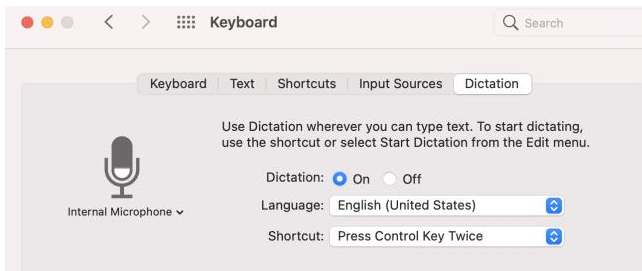 Keyboard
Search
Keyboard Text Shortcuts Input Sources Dictation
Use Dictation wherever you can type text. To start dictating,
use the shortcut or select Start Dictation from the Edit menu.
Dictation: On Off
Internal Microphone
Language: English (United States)
Shortcut: Press Control Key Twice